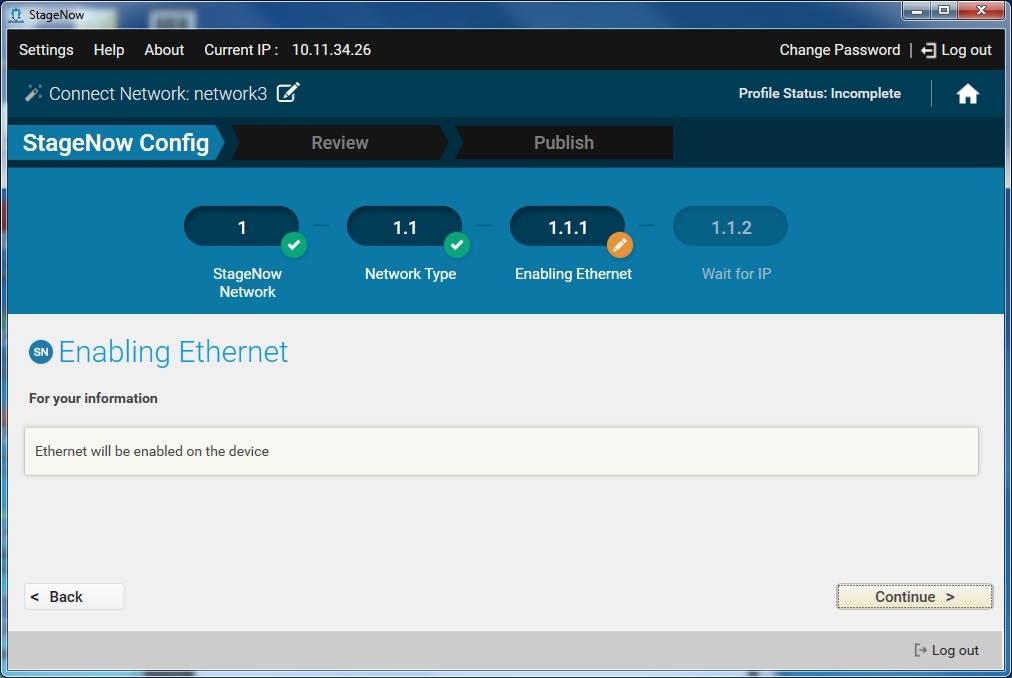 StageNow
Settings Help About Current IP : 10.11.34.26 Change Password | Log out
Connect Network: network3 Profile Status: Incomplete
StageNow Config Review Publish
1 1.1 1.1.1 1.1.2
StageNow Network Type Enabling Ethernet Wait for IP
Network
SN Enabling Ethernet
For your information
Ethernet will be enabled on the device
< Back Continue >
Log out